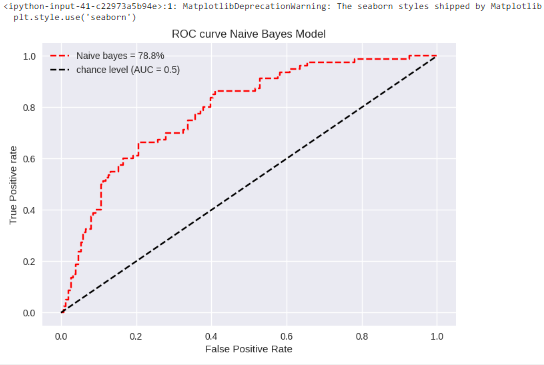 <ipython-input-41-c22973a5b94e>:1: MatplotlibDeprecationWarning: The seaborn styles shipped by Matplotlib
plt.style.use('seaborn')
ROC curve Naive Bayes Model
Naive bayes = 78.8%
chance level (AUC = 0.5)
True Positive rate
1.0
0.8
0.6
0.4
0.2
0.0
0.0 0.2 0.4 0.6 0.8 1.0
False Positive Rate